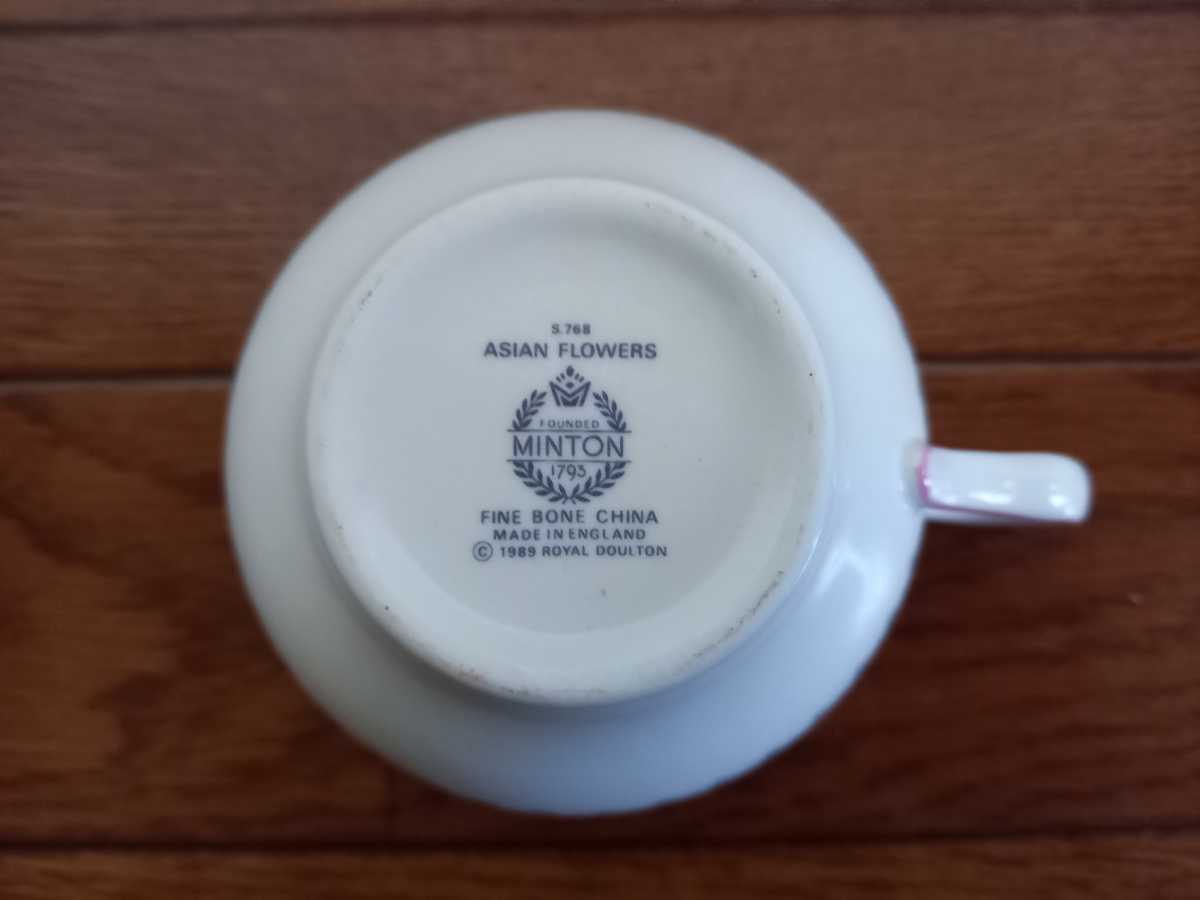 S.768
ASIAN FLOWERS
FOUNDED
MINTON
1793
FINE BONE CHINA
MADE IN ENGLAND
© 1989 ROYAL DOULTON